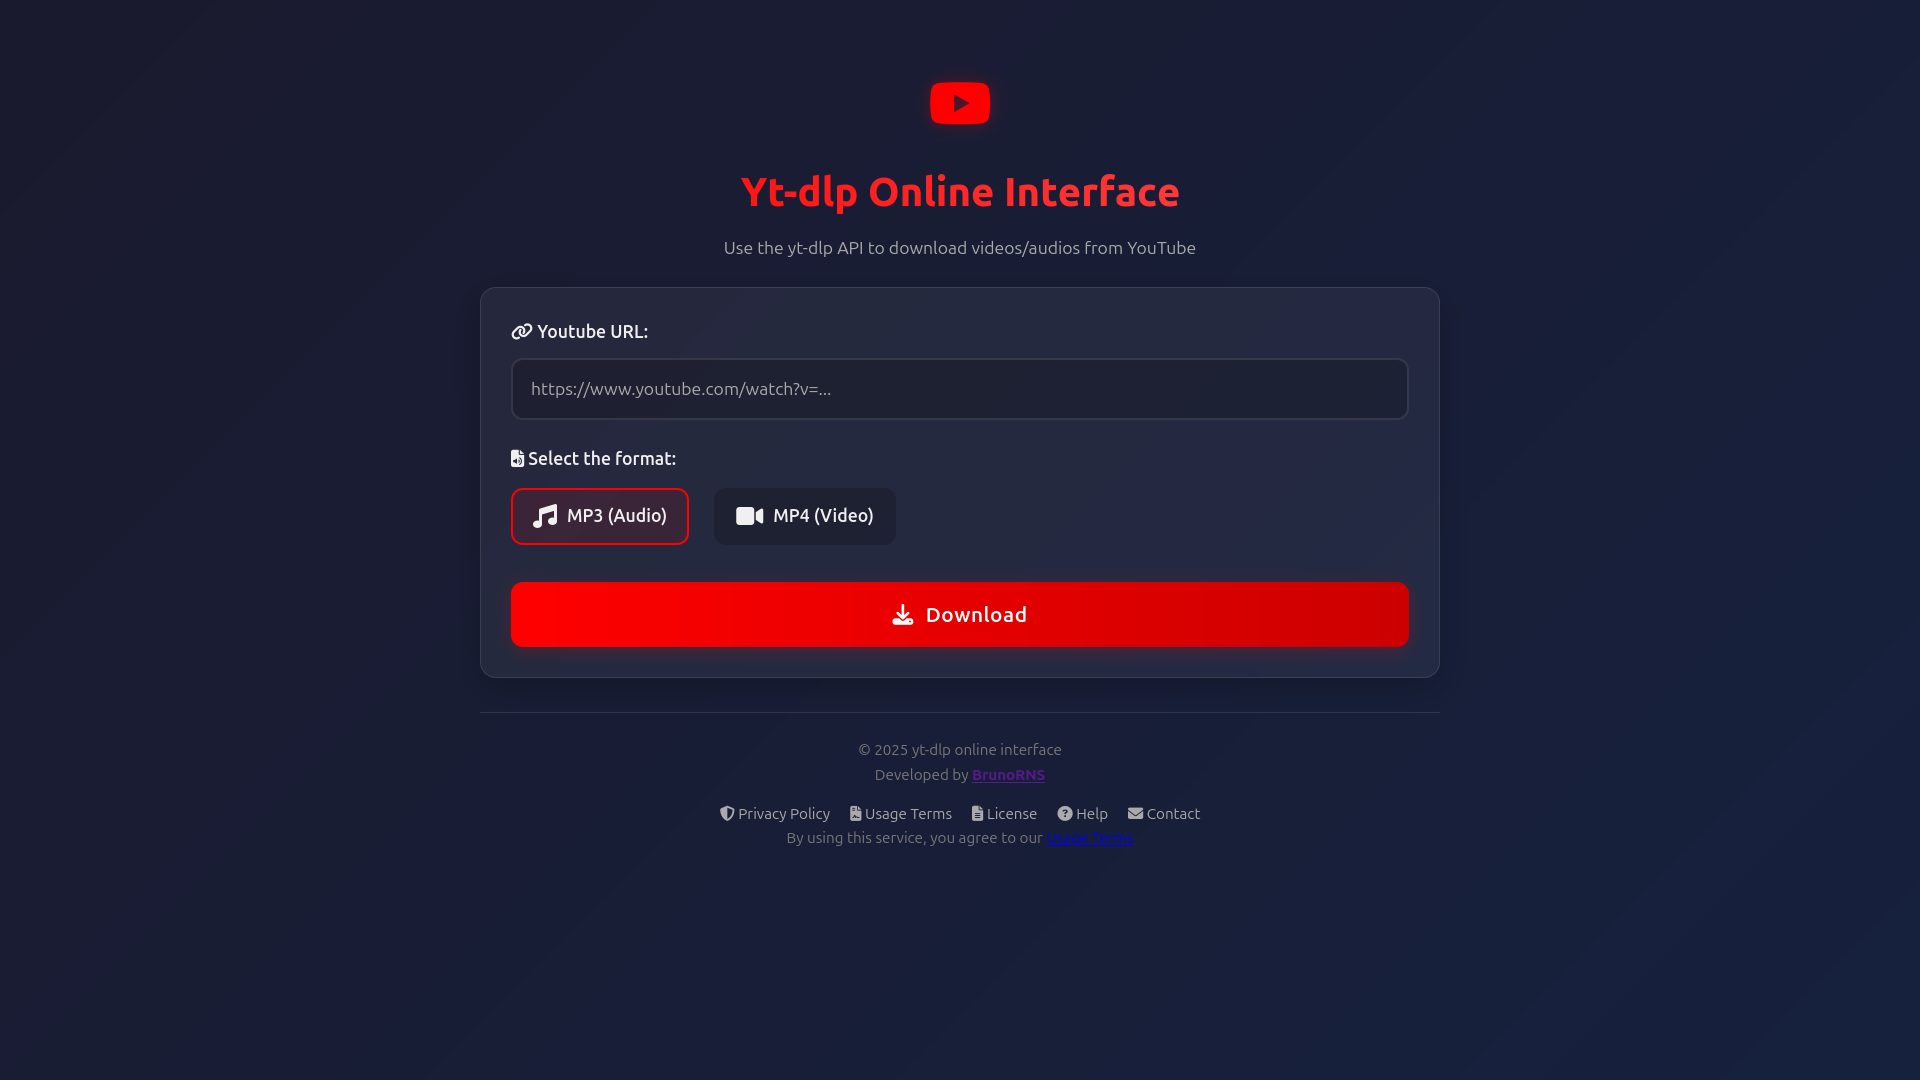 Yt-dlp Online Interface
Use the yt-dlp API to download videos/audios from YouTube
Youtube URL:
https://www.youtube.com/watch?v=...
Select the format:
MP3 (Audio) MP4 (Video)
Download
© 2025 yt-dlp online interface
Developed by BrunoRNS
Privacy Policy Usage Terms License Help Contact
By using this service, you agree to our Usage Terms